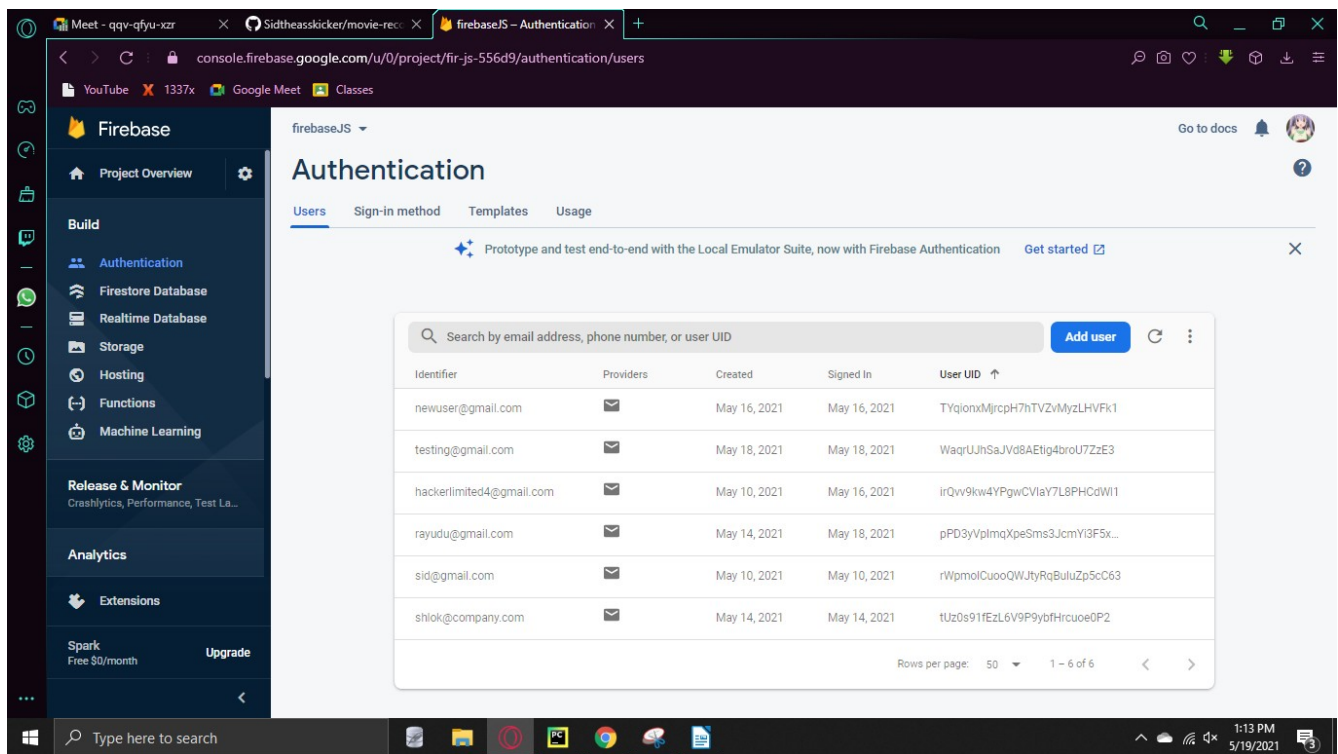 Meet - qqv-qfyu-xzr
Sidtheasskicker/movie-recc
firebaseJS – Authentication
console.firebase.google.com/u/0/project/fir-js-556d9/authentication/users
YouTube X 1337x Google Meet Classes
Firebase
firebaseJS
Go to docs
Project Overview
Authentication
Users Sign-in method Templates Usage
Build
Prototype and test end-to-end with the Local Emulator Suite, now with Firebase Authentication Get started
Authentication
Firestore Database
Realtime Database
Storage
Hosting
Functions
Machine Learning
Release & Monitor
Crashlytics, Performance, Test La...
Analytics
Extensions
Spark
Free $0/month
Upgrade
Search by email address, phone number, or user UID
Add user
Identifier Providers Created Signed In User UID
newuser@gmail.com May 16, 2021 May 16, 2021 TYqionxMjrcpH7hTVZvMyzLHVFk1
testing@gmail.com May 18, 2021 May 18, 2021 WaqrUJhSaJVd8AEtig4broU7ZzE3
hackerlimited4@gmail.com May 10, 2021 May 16, 2021 irQvv9kw4YPgwCVlaY7L8PHCdWl1
rayudu@gmail.com May 14, 2021 May 18, 2021 pPD3yVpImqXpeSms3JcmYi3F5x...
sid@gmail.com May 10, 2021 May 10, 2021 rWpmolCuooQWJtyRqBuluZp5cC63
shlok@company.com May 14, 2021 May 14, 2021 tUz0s91fEzL6V9P9ybfHrcuoe0P2
Rows per page: 50 1 – 6 of 6
Type here to search
PC
1:13 PM
5/19/2021
3